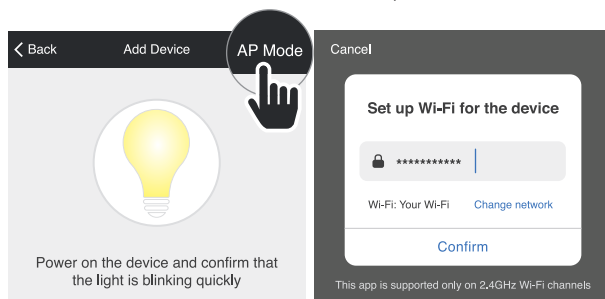 Back
Add Device
AP Mode
Power on the device and confirm that
the light is blinking quickly
Cancel
Set up Wi-Fi for the device
***********
Wi-Fi: Your Wi-Fi
Change network
Confirm
This app is supported only on 2.4GHz Wi-Fi channels